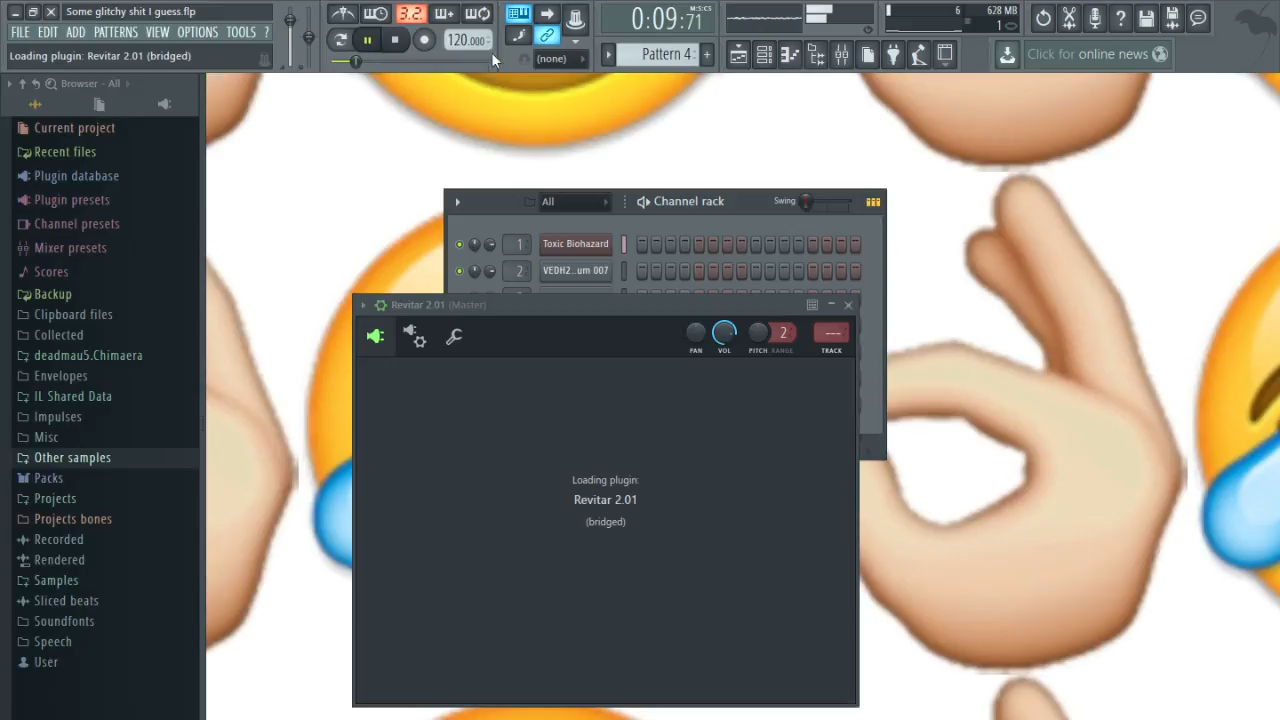 Some glitchy shit I guess.flp
FILE EDIT ADD PATTERNS VIEW OPTIONS TOOLS ?
Loading plugin: Revitar 2.01 (bridged)
3.2
120.000
(none)
0:09:71
M:S:CS
Pattern 4
6
628 MB
1
Click for online news
Browser - All
Current project
Recent files
Plugin database
Plugin presets
Channel presets
Mixer presets
Scores
Backup
Clipboard files
Collected
deadmau5.Chimaera
Envelopes
IL Shared Data
Impulses
Misc
Other samples
Packs
Projects
Projects bones
Recorded
Rendered
Samples
Sliced beats
Soundfonts
Speech
User
All
Channel rack
Swing
1 Toxic Biohazard
2 VEDH2..um 007
Revitar 2.01 (Master)
2
---
PAN VOL PITCH RANGE TRACK
Loading plugin:
Revitar 2.01
(bridged)